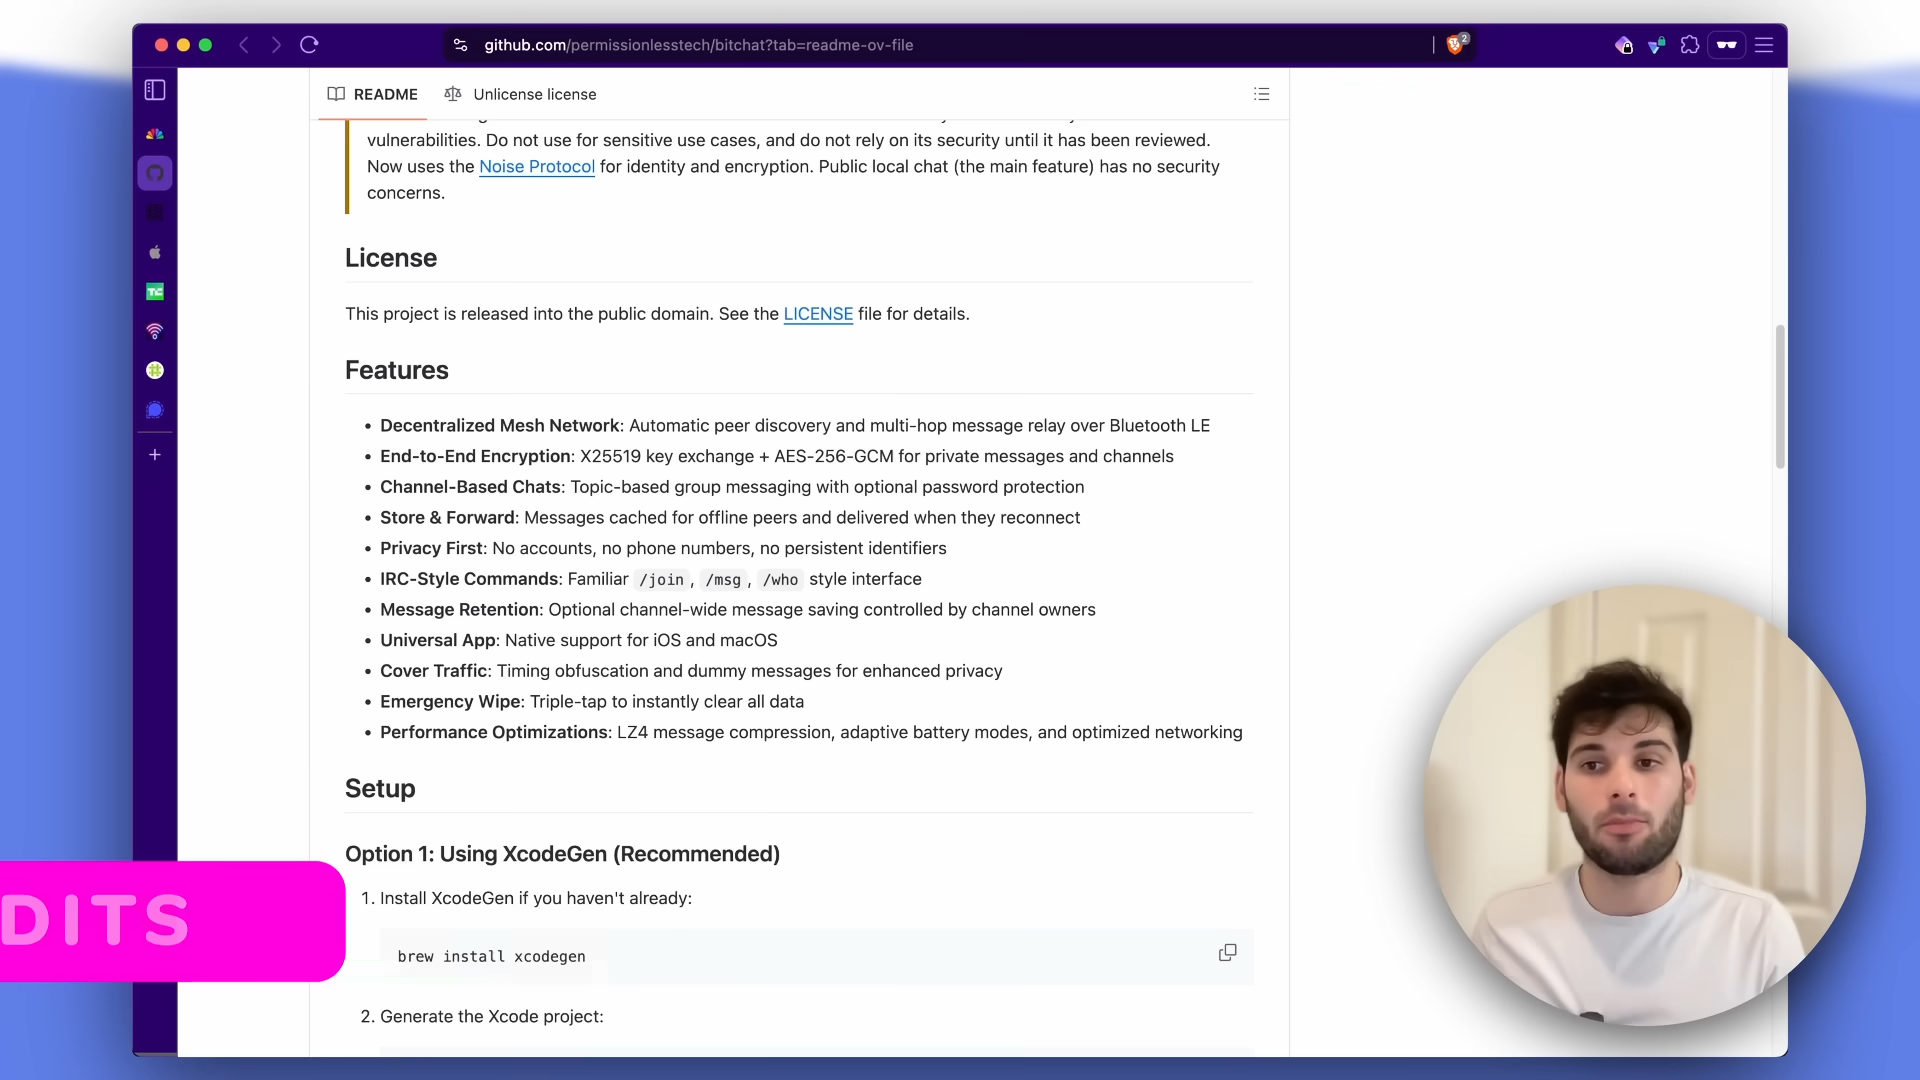 github.com/permissionlesstech/bitchat?tab=readme-ov-file
2
README
Unlicense license
vulnerabilities. Do not use for sensitive use cases, and do not rely on its security until it has been reviewed.
Now uses the Noise Protocol for identity and encryption. Public local chat (the main feature) has no security
concerns.
License
This project is released into the public domain. See the LICENSE file for details.
Features
• Decentralized Mesh Network: Automatic peer discovery and multi-hop message relay over Bluetooth LE
• End-to-End Encryption: X25519 key exchange + AES-256-GCM for private messages and channels
• Channel-Based Chats: Topic-based group messaging with optional password protection
• Store & Forward: Messages cached for offline peers and delivered when they reconnect
• Privacy First: No accounts, no phone numbers, no persistent identifiers
• IRC-Style Commands: Familiar /join, /msg, /who style interface
• Message Retention: Optional channel-wide message saving controlled by channel owners
• Universal App: Native support for iOS and macOS
• Cover Traffic: Timing obfuscation and dummy messages for enhanced privacy
• Emergency Wipe: Triple-tap to instantly clear all data
• Performance Optimizations: LZ4 message compression, adaptive battery modes, and optimized networking
Setup
Option 1: Using XcodeGen (Recommended)
1. Install XcodeGen if you haven't already:
brew install xcodegen
2. Generate the Xcode project:
DITS